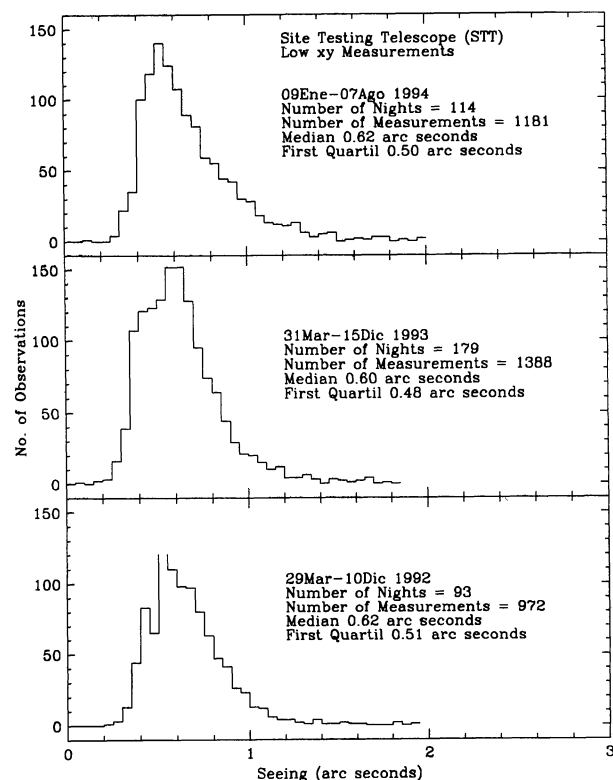 Site Testing Telescope (STT)
Low xy Measurements
09Ene-07Ago 1994
Number of Nights = 114
Number of Measurements = 1181
Median 0.62 arc seconds
First Quartil 0.50 arc seconds
150
100
50
0
31Mar-15Dic 1993
Number of Nights = 179
Number of Measurements = 1388
Median 0.60 arc seconds
First Quartil 0.48 arc seconds
150
100
50
0
No. of Observations
29Mar-10Dic 1992
Number of Nights = 93
Number of Measurements = 972
Median 0.62 arc seconds
First Quartil 0.51 arc seconds
150
100
50
0
0 1 2 3
Seeing (arc seconds)